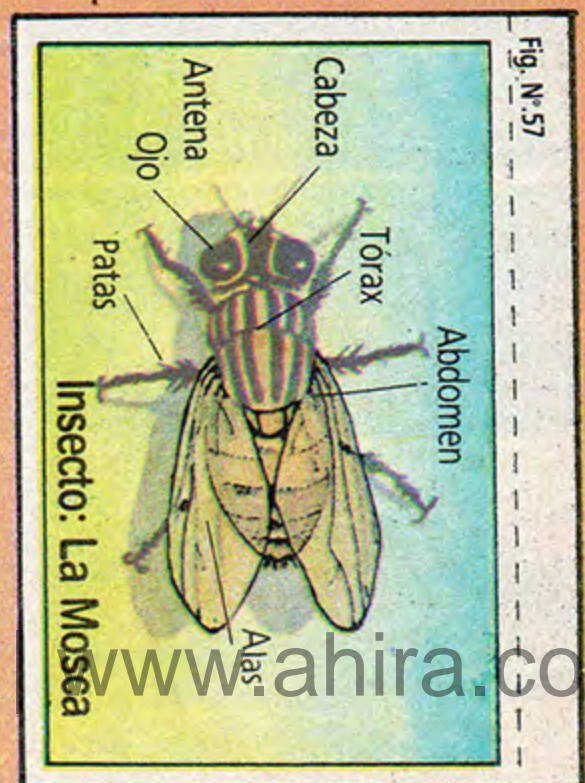 Fig. N°.57
Cabeza
Antena
Ojo
Tórax
Patas
Abdomen
Alas
Insecto: La Mosca
www.ahira.co